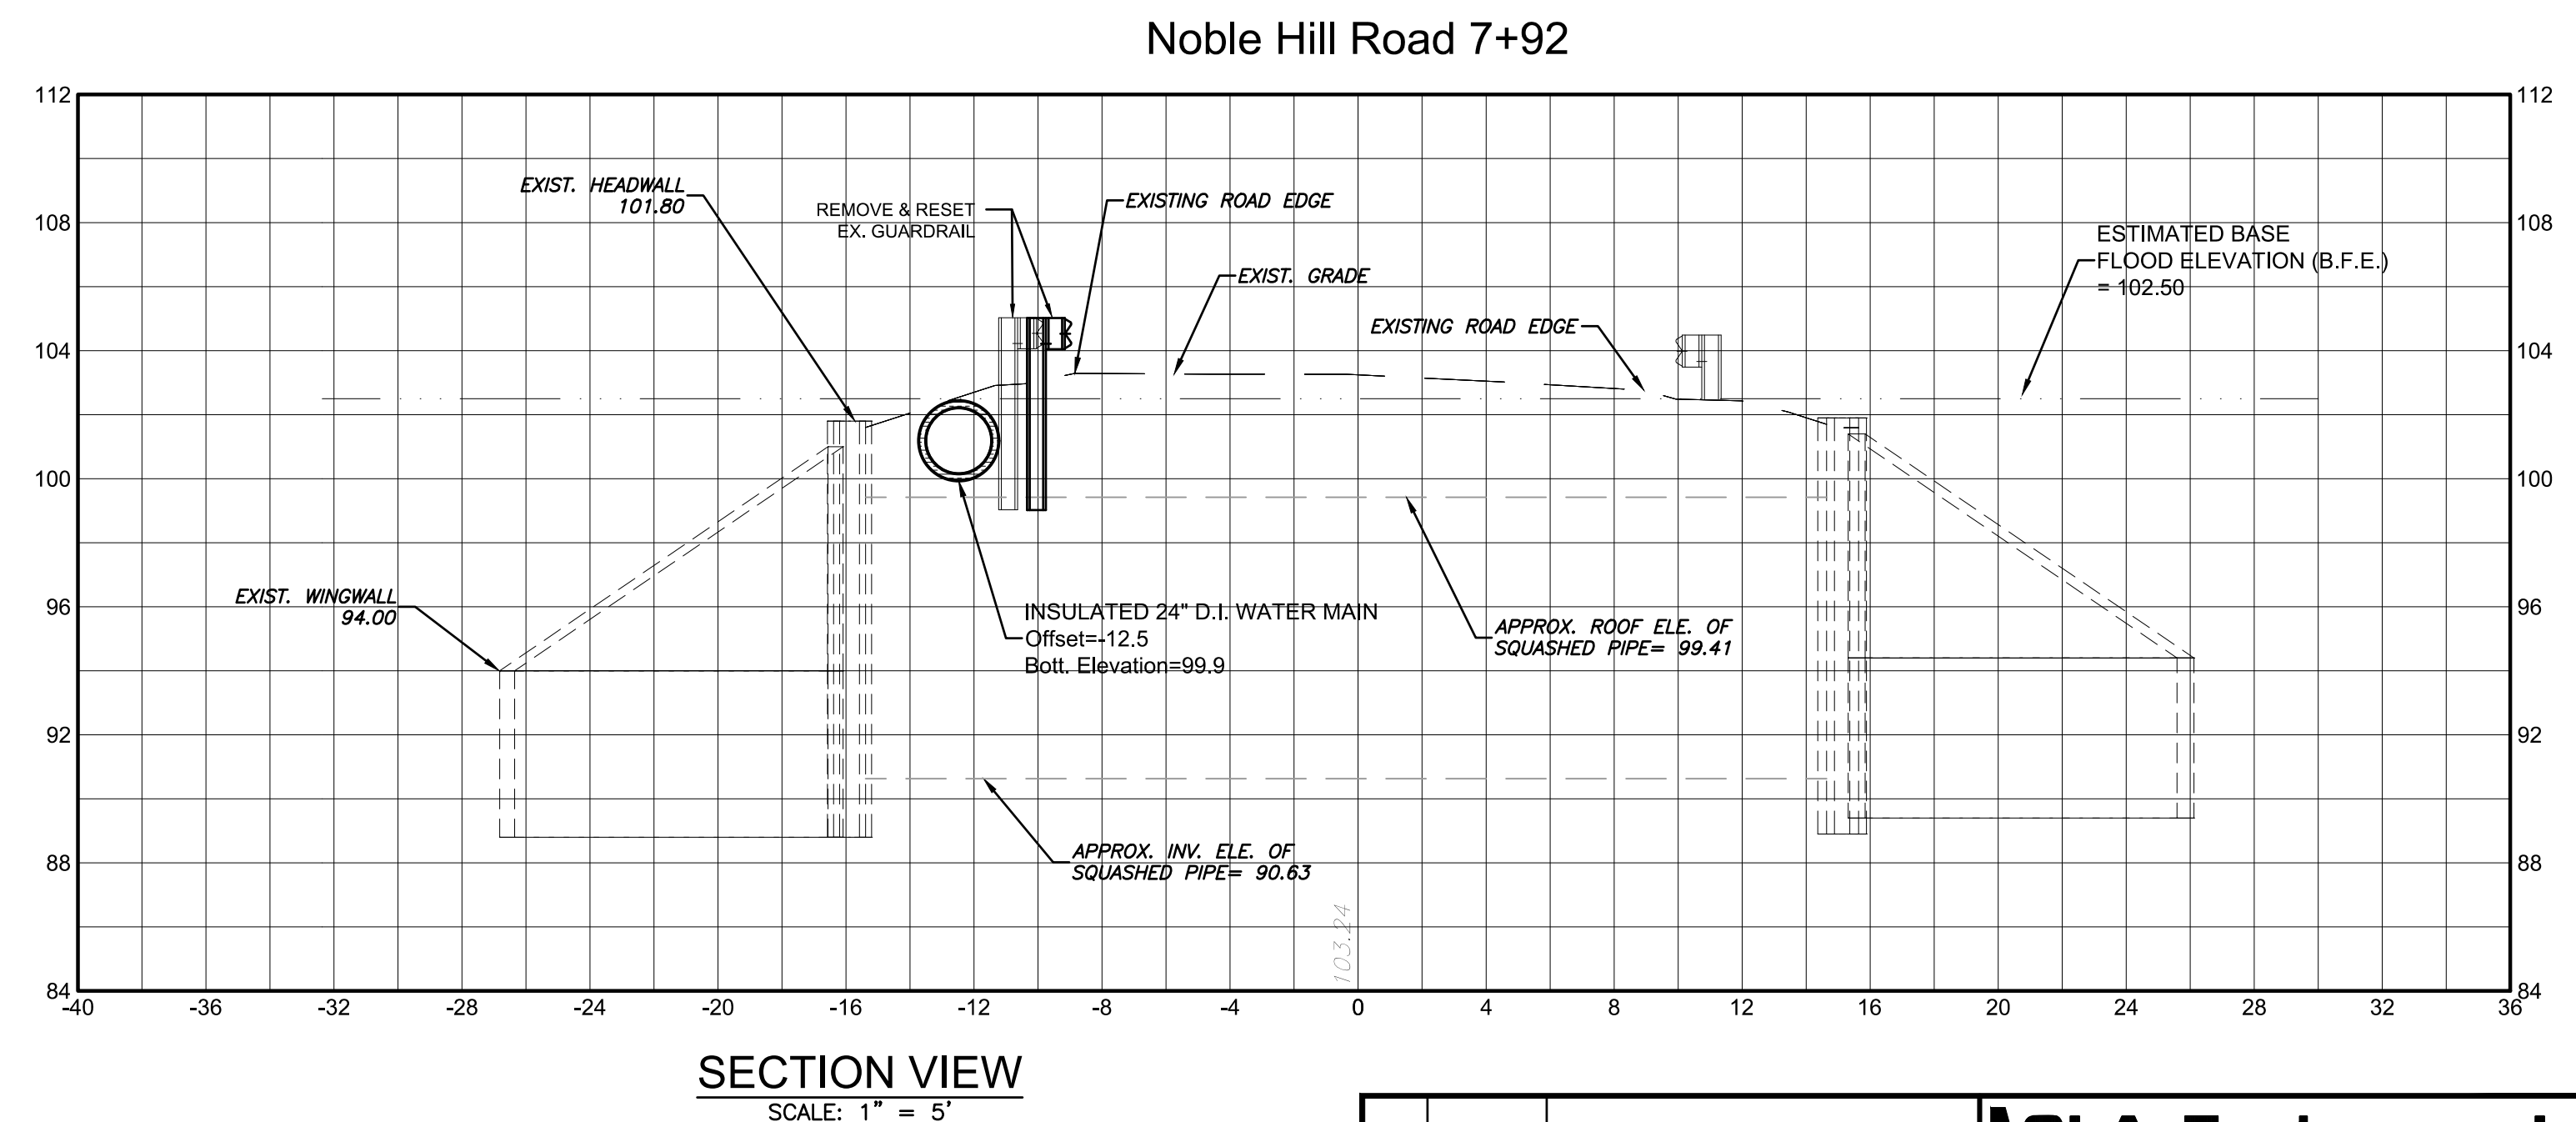 Noble Hill Road 7+92
112
112
EXIST. HEADWALL
101.80
REMOVE & RESET
EX. GUARDRAIL
EXISTING ROAD EDGE
108
108
ESTIMATED BASE
FLOOD ELEVATION (B.F.E.)
= 102.50
EXIST. GRADE
EXISTING ROAD EDGE
104
104
100
100
EXIST. WINGWALL
94.00
96
96
INSULATED 24" D.I. WATER MAIN
Offset=-12.5
Bott. Elevation=99.9
APPROX. ROOF ELE. OF
SQUASHED PIPE= 99.41
92
92
88
88
APPROX. INV. ELE. OF
SQUASHED PIPE= 90.63
103.24
84
84
-40 -36 -32 -28 -24 -20 -16 -12 -8 -4 0 4 8 12 16 20 24 28 32 36
SECTION VIEW
SCALE: 1" = 5'